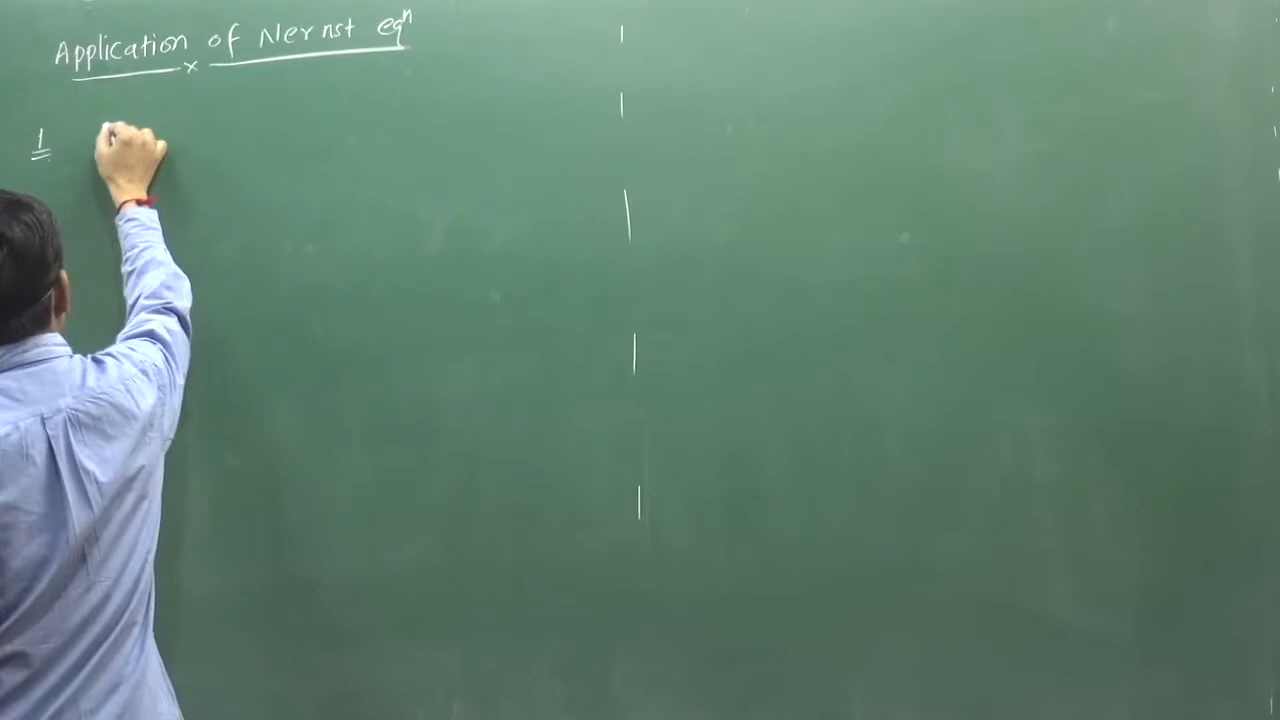 Application of Nernst eqⁿ
1